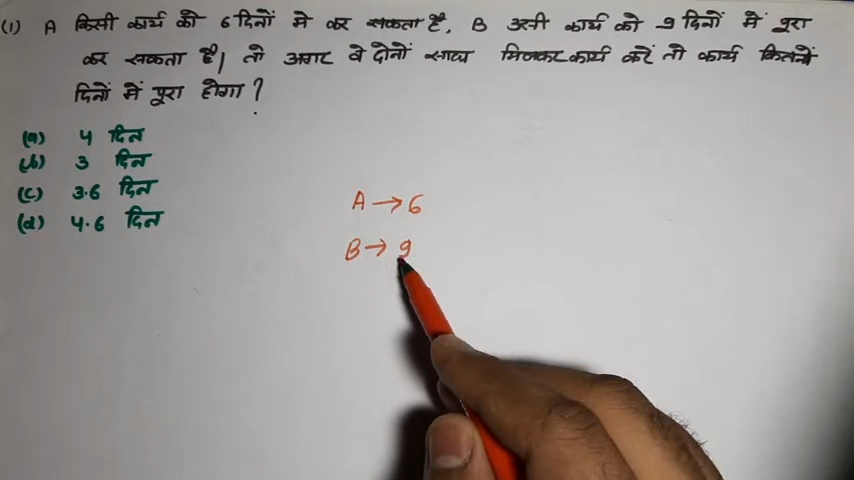 (1) A किसी कार्य को 6 दिनों मे कर सकता है, B उसी कार्य को 9 दिनों में पूरा
कर सकता है, तो अगर वे दोनों साथ मिलकर कार्य करें तो कार्य कितनों
दिनों में पूरा होगा ?
(a) 4 दिन
(b) 3 दिन
(c) 3.6 दिन
(d) 4.6 दिन
A → 6
B → 9